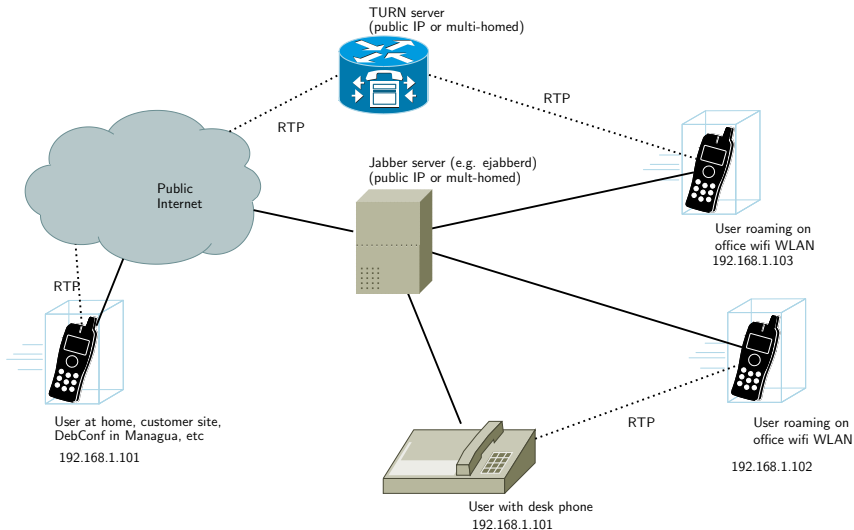 TURN server
(public IP or multi-homed)
RTP
RTP
Jabber server (e.g. ejabberd)
(public IP or mult-homed)
Public
Internet
User roaming on
office wifi WLAN
192.168.1.103
RTP
User at home, customer site,
DebConf in Managua, etc
192.168.1.101
RTP
User roaming on
office wifi WLAN
192.168.1.102
User with desk phone
192.168.1.101